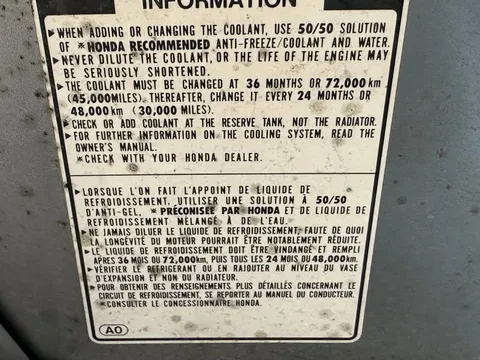 INFORMATION
▸WHEN ADDING OR CHANGING THE COOLANT, USE 50/50 SOLUTION
OF *HONDA RECOMMENDED ANTI-FREEZE/COOLANT AND WATER.
▸NEVER DILUTE THE COOLANT, OR THE LIFE OF THE ENGINE MAY
BE SERIOUSLY SHORTENED.
▸THE COOLANT MUST BE CHANGED AT 36 MONTHS OR 72,000km
(45,000MILES). THEREAFTER, CHANGE IT EVERY 24 MONTHS OR
48,000km (30,000 MILES).
▸CHECK OR ADD COOLANT AT THE RESERVE TANK, NOT THE RADIATOR.
▸FOR FURTHER INFORMATION ON THE COOLING SYSTEM, READ THE
OWNER'S MANUAL.
*CHECK WITH YOUR HONDA DEALER.
▸LORSQUE L'ON FAIT L'APPOINT DE LIQUIDE DE
REFROIDISSEMENT, UTILISER UNE SOLUTION À 50/50
D'ANTI-GEL, *PRÉCONISÉE PAR HONDA ET DE LIQUIDE DE
REFROIDISSEMENT MÉLANGÉ À DE L'EAU.
▸NE JAMAIS DILUER LE LIQUIDE DE REFROIDISSEMENT, FAUTE DE QUOI
LA LONGÉVITÉ DU MOTEUR POURRAIT ÊTRE NOTABLEMENT RÉDUITE.
▸LE LIQUIDE DE REFROIDISSEMENT DOIT ÊTRE VIDANGÉ ET REMPLI
APRES 36 MOIS OU 72,000km, PUIS TOUS LES 24 MOIS OU 48,000km.
▸VÉRIFIER LE REFRIGERANT OU EN RAJOUTER AU NIVEAU DU VASE
D'EXPANSION ET NON DU RADIATEUR.
▸POUR OBTENIR DES RENSEIGNEMENTS PLUS DÉTAILLÉS CONCERNANT LE
CIRCUIT DE REFROIDISSEMENT, SE REPORTER AU MANUEL DU CONDUCTEUR.
*CONSULTER LE CONCESSIONNAIRE HONDA.
AO